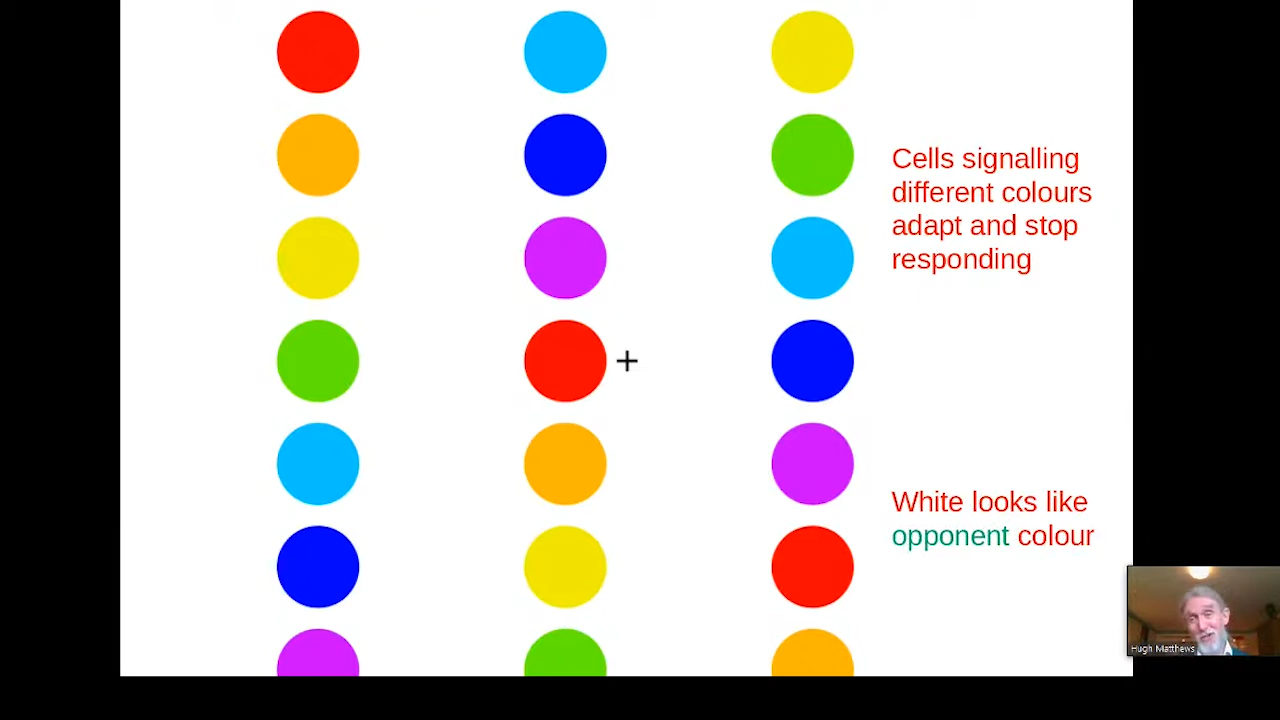 Cells signalling
different colours
adapt and stop
responding
+
White looks like
opponent colour
Hugh Matthews